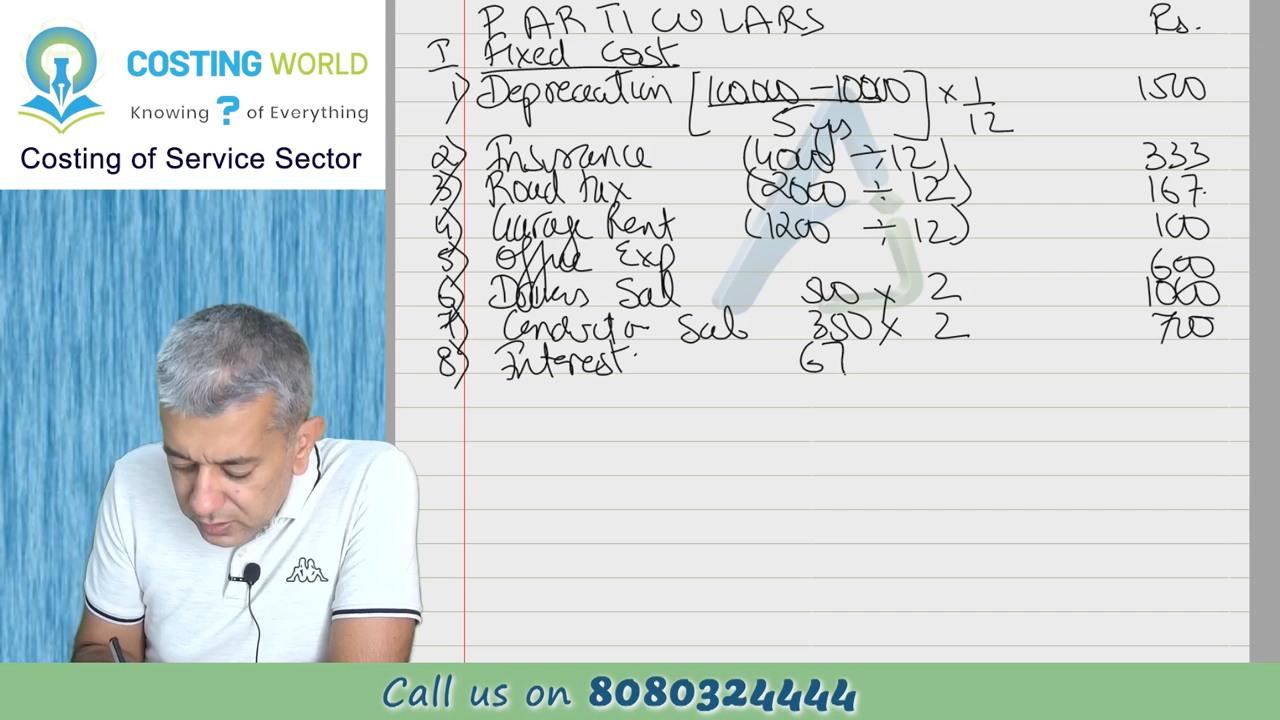 COSTING WORLD
Knowing ? of Everything
Costing of Service Sector
PARTICULARS Rs.
I Fixed Cost
1) Depreciation [100000 - 10000 / 5 yrs] × 1/12 1500
2) Insurance (4000 ÷ 12) 333
3) Road Tax (2000 ÷ 12) 167
4) Garage Rent (1200 ÷ 12) 100
5) Office Exp 600
6) Drivers Sal 500 × 2 1000
7) Conductor Sal 350 × 2 700
8) Interest 67
Call us on 8080324444